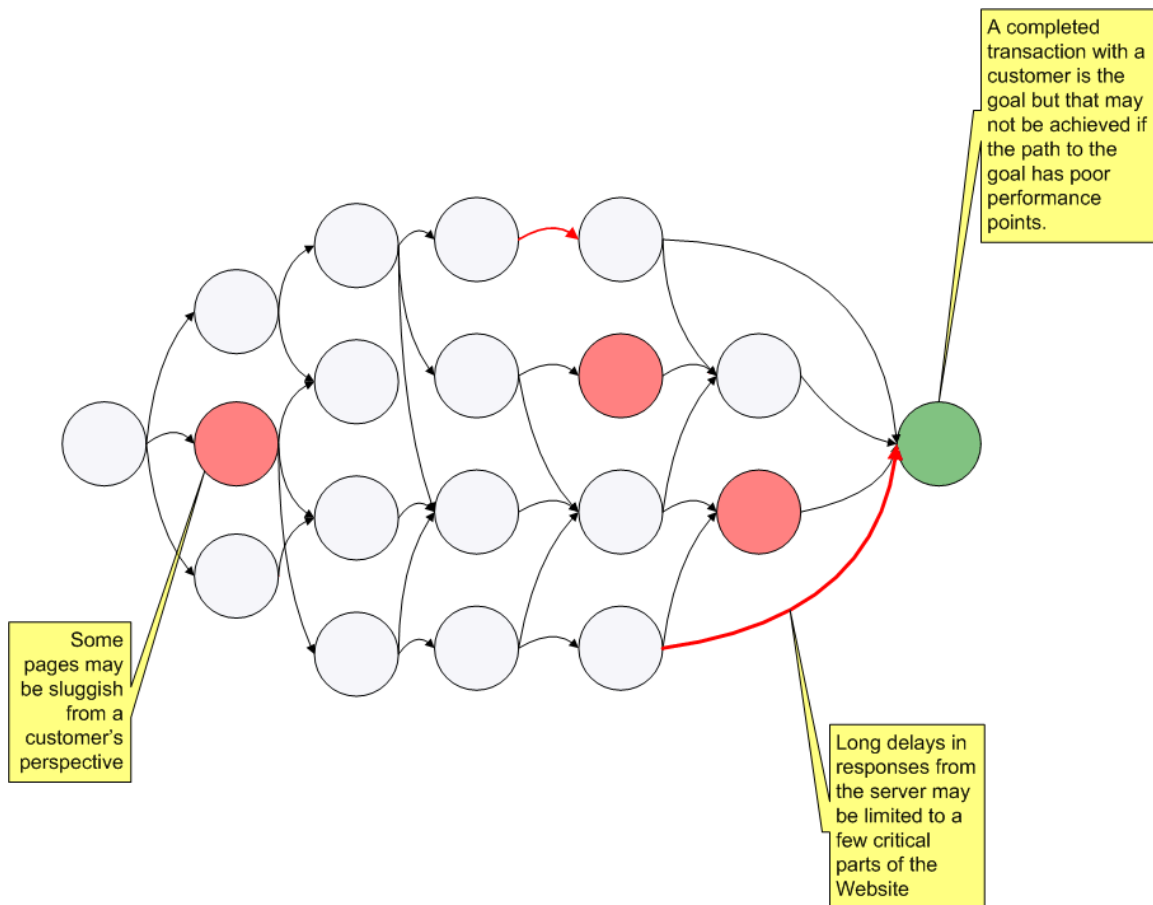 A completed
transaction with a
customer is the
goal but that may
not be achieved if
the path to the
goal has poor
performance
points.
Some
pages may
be sluggish
from a
customer's
perspective
Long delays in
responses from
the server may
be limited to a
few critical
parts of the
Website